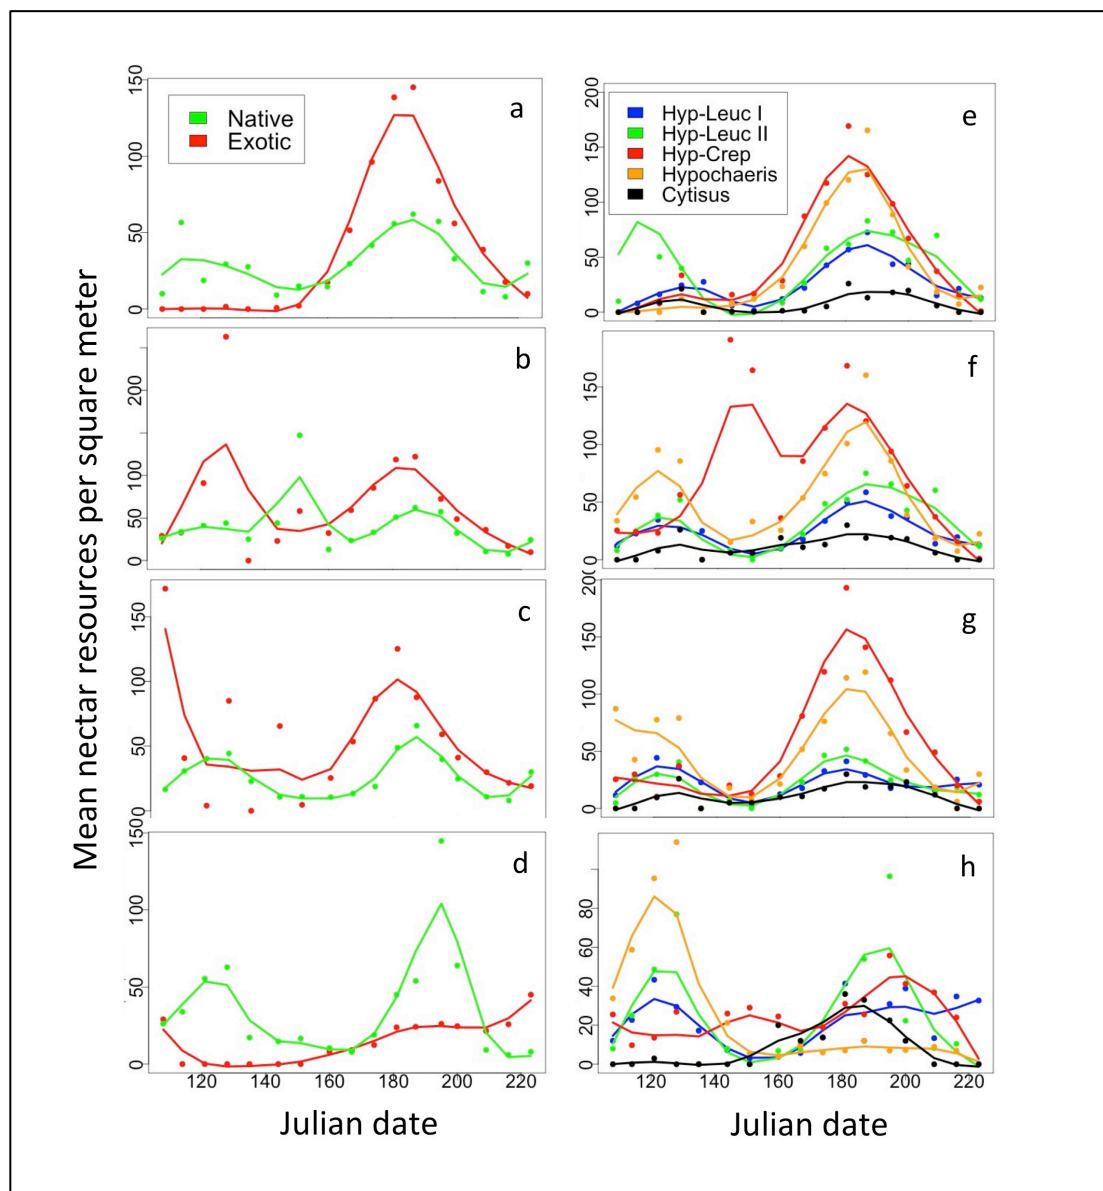 Mean nectar resources per square meter
a
Native
Exotic
0 50 100 150
b
0 50 100 200
c
0 50 100 150
d
0 50 100 150
120 140 160 180 200 220
Julian date
e
Hyp-Leuc I
Hyp-Leuc II
Hyp-Crep
Hypochaeris
Cytisus
0 50 100 150 200
f
0 50 100 150
g
0 50 100 150 200
h
0 20 40 60 80
120 140 160 180 200 220
Julian date